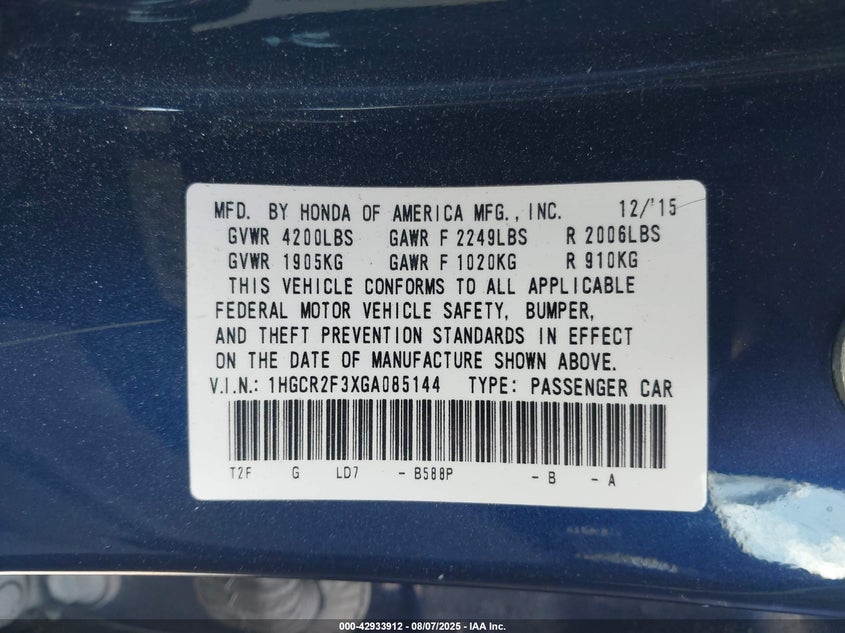 MFD. BY HONDA OF AMERICA MFG., INC. 12/'15
GVWR 4200LBS GAWR F 2249LBS R 2006LBS
GVWR 1905KG GAWR F 1020KG R 910KG
THIS VEHICLE CONFORMS TO ALL APPLICABLE
FEDERAL MOTOR VEHICLE SAFETY, BUMPER,
AND THEFT PREVENTION STANDARDS IN EFFECT
ON THE DATE OF MANUFACTURE SHOWN ABOVE.
V.I.N.: 1HGCR2F3XGA085144 TYPE: PASSENGER CAR
T2F G LD7 - B588P - B - A
000-42933912 - 08/07/2025 - IAA Inc.